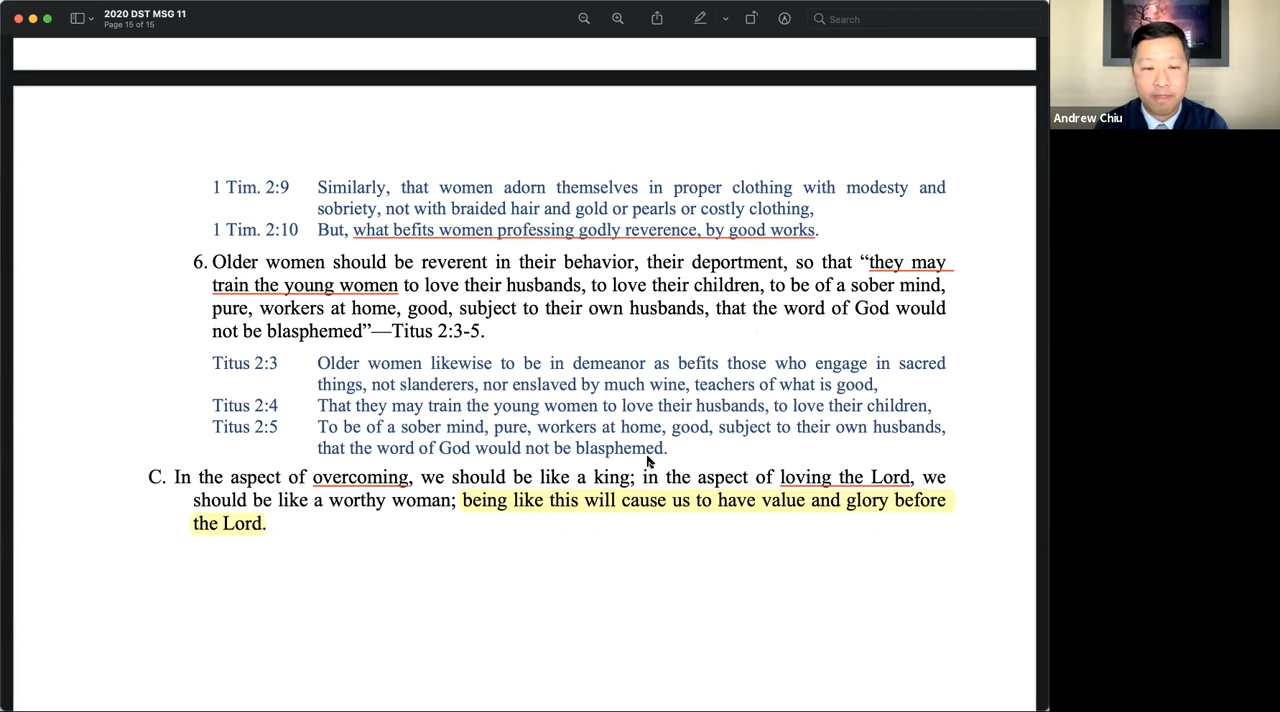 2020 DST MSG 11
Page 15 of 15
Search
Andrew Chiu
1 Tim. 2:9 Similarly, that women adorn themselves in proper clothing with modesty and
sobriety, not with braided hair and gold or pearls or costly clothing,
1 Tim. 2:10 But, what befits women professing godly reverence, by good works.
6. Older women should be reverent in their behavior, their deportment, so that “they may
train the young women to love their husbands, to love their children, to be of a sober mind,
pure, workers at home, good, subject to their own husbands, that the word of God would
not be blasphemed”—Titus 2:3-5.
Titus 2:3 Older women likewise to be in demeanor as befits those who engage in sacred
things, not slanderers, nor enslaved by much wine, teachers of what is good,
Titus 2:4 That they may train the young women to love their husbands, to love their children,
Titus 2:5 To be of a sober mind, pure, workers at home, good, subject to their own husbands,
that the word of God would not be blasphemed.
C. In the aspect of overcoming, we should be like a king; in the aspect of loving the Lord, we
should be like a worthy woman; being like this will cause us to have value and glory before
the Lord.